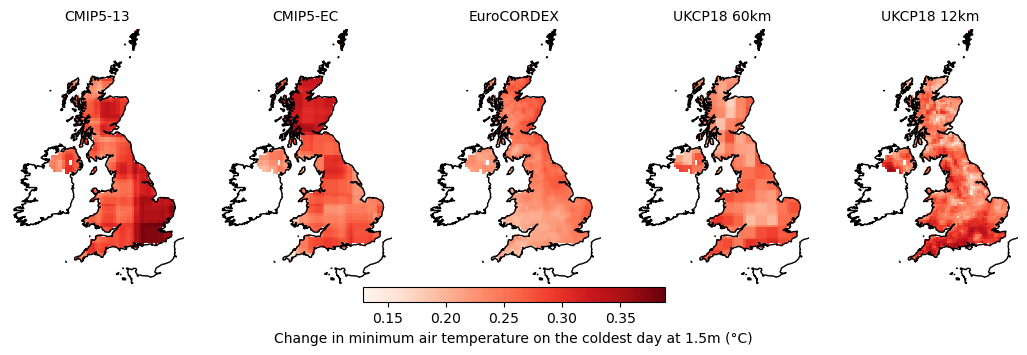 CMIP5-13 CMIP5-EC EuroCORDEX UKCP18 60km UKCP18 12km
0.15 0.20 0.25 0.30 0.35
Change in minimum air temperature on the coldest day at 1.5m (°C)